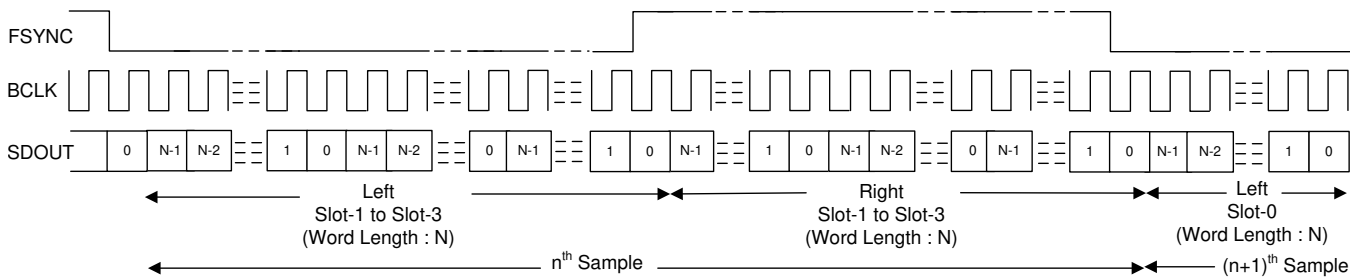 FSYNC
BCLK
SDOUT
0 N-1 N-2 1 0 N-1 N-2 0 N-1 1 0 N-1 1 0 N-1 N-2 0 N-1 1 0 N-1 N-2 1 0
Left
Slot-1 to Slot-3
(Word Length : N)
Right
Slot-1 to Slot-3
(Word Length : N)
Left
Slot-0
(Word Length : N)
nth Sample
(n+1)th Sample